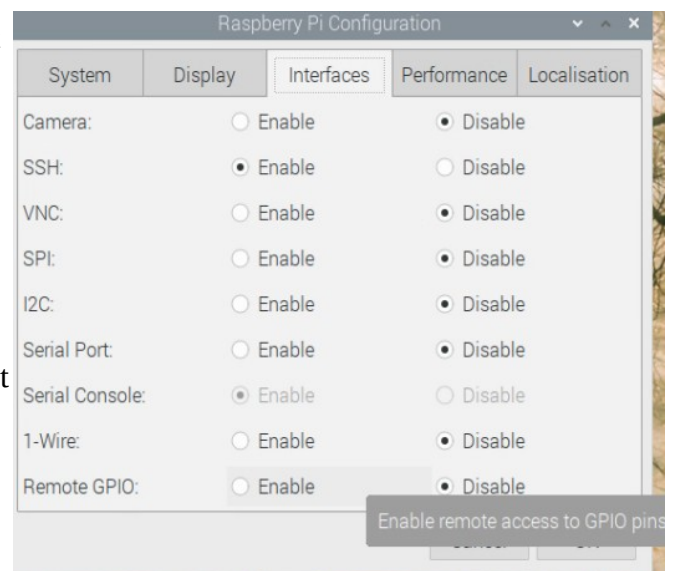 Raspberry Pi Configuration
System Display Interfaces Performance Localisation
Camera: Enable Disable
SSH: Enable Disable
VNC: Enable Disable
SPI: Enable Disable
I2C: Enable Disable
Serial Port: Enable Disable
t
Serial Console: Enable Disable
1-Wire: Enable Disable
Remote GPIO: Enable Disable
Enable remote access to GPIO pins